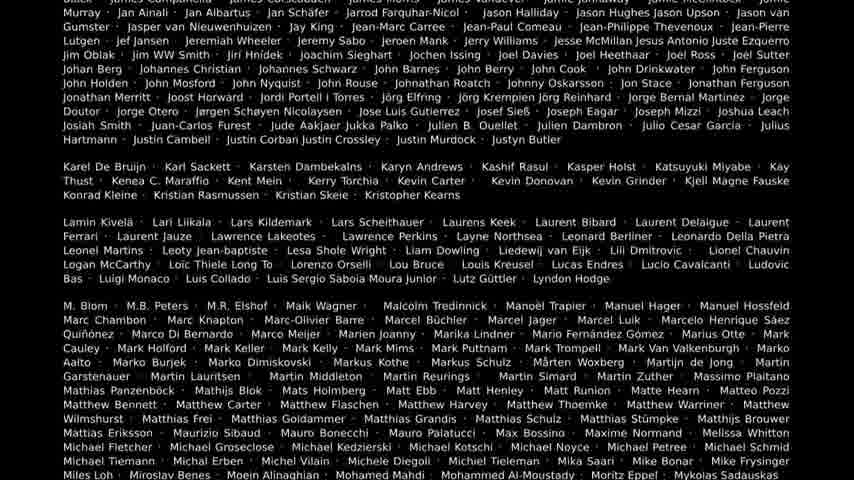 Murray · Jan Ainali · Jan Albartus · Jan Schäfer · Jarrod Farquhar-Nicol · Jason Halliday · Jason Hughes Jason Upson · Jason van
Gumster · Jasper van Nieuwenhuizen · Jay King · Jean-Marc Carree · Jean-Paul Comeau · Jean-Philippe Thevenoux · Jean-Pierre
Lutgen · Jef Jansen · Jeremiah Wheeler · Jeremy Sabo · Jeroen Mank · Jerry Williams · Jesse McMillan Jesus Antonio Juste Ezquerro
Jim Oblak · Jim WW Smith · Jiří Hnídek · Joachim Sieghart · Jochen Issing · Joel Davies · Joel Heethaar · Joel Ross · Joel Sutter
Johan Berg · Johannes Christian · Johannes Schwarz · John Barnes · John Berry · John Cook · John Drinkwater · John Ferguson
John Holden · John Mosford · John Nyquist · John Rouse · Johnathan Roatch · Johnny Oskarsson · Jon Stace · Jonathan Ferguson
Jonathan Merritt · Joost Horward · Jordi Portell i Torres · Jörg Elfring · Jörg Krempien Jörg Reinhard · Jorge Bernal Martinez · Jorge
Doutor · Jorge Otero · Jørgen Schøyen Nicolaysen · Jose Luis Gutierrez · Josef Sieß · Joseph Eagar · Joseph Mizzi · Joshua Leach
Josiah Smith · Juan-Carlos Furest · Jude Aakjaer Jukka Palko · Julien B. Ouellet · Julien Dambron · Julio Cesar Garcia · Julius
Hartmann · Justin Cambell · Justin Corban Justin Crossley · Justin Murdock · Justyn Butler
Karel De Bruijn · Karl Sackett · Karsten Dambekalns · Karyn Andrews · Kashif Rasul · Kasper Holst · Katsuyuki Miyabe · Kay
Thust · Kenea C. Maraffio · Kent Mein · Kerry Torchia · Kevin Carter · Kevin Donovan · Kevin Grinder · Kjell Magne Fauske
Konrad Kleine · Kristian Rasmussen · Kristian Skeie · Kristopher Kearns
Lamin Kivelä · Lari Liikala · Lars Kildemark · Lars Scheithauer · Laurens Keek · Laurent Bibard · Laurent Delaigue · Laurent
Ferrari · Laurent Jauze · Lawrence Lakeotes · Lawrence Perkins · Layne Northsea · Leonard Berliner · Leonardo Della Pietra
Leonel Martins · Leoty Jean-baptiste · Lesa Shole Wright · Liam Dowling · Liedewij van Eijk · Lili Dmitrovic · Lionel Chauvin
Logan McCarthy · Loïc Thiele Long To · Lorenzo Orselli · Lou Bruce · Louis Kreusel · Lucas Endres · Lucio Cavalcanti · Ludovic
Bas · Luigi Monaco · Luis Collado · Luis Sergio Saboia Moura Junior · Lutz Güttler · Lyndon Hodge
M. Blom · M.B. Peters · M.R. Elshof · Maik Wagner · Malcolm Tredinnick · Manoel Trapier · Manuel Hager · Manuel Hossfeld
Marc Chambon · Marc Knapton · Marc-Olivier Barre · Marcel Büchler · Marcel Jager · Marcel Luik · Marcelo Henrique Sáez
Quiñónez · Marco Di Bernardo · Marco Meijer · Marien Joanny · Marika Lindner · Mario Fernández Gómez · Marius Otte · Mark
Cauley · Mark Holford · Mark Keller · Mark Kelly · Mark Mims · Mark Puttnam · Mark Trompell · Mark Van Valkenburgh · Marko
Aalto · Marko Burjek · Marko Dimiskovski · Markus Kothe · Markus Schulz · Mårten Woxberg · Martijn de Jong · Martin
Garstenauer · Martin Lauritsen · Martin Middleton · Martin Reurings · Martin Simard · Martin Zuther · Massimo Plaitano
Mathias Panzenböck · Mathijs Blok · Mats Holmberg · Matt Ebb · Matt Henley · Matt Runion · Matte Hearn · Matteo Pozzi
Matthew Bennett · Matthew Carter · Matthew Flaschen · Matthew Harvey · Matthew Thoemke · Matthew Warriner · Matthew
Wilmshurst · Matthias Frei · Matthias Goldammer · Matthias Grandis · Matthias Schulz · Matthias Stümpke · Matthijs Brouwer
Mattias Eriksson · Maurizio Sibaud · Mauro Bonecchi · Mauro Palatucci · Max Bossino · Maxime Normand · Melissa Whitton
Michael Fletcher · Michael Groseclose · Michael Kedzierski · Michael Kotschi · Michael Noyce · Michael Petree · Michael Schmid
Michael Tiemann · Michal Erben · Michel Vilain · Michele Diegoli · Michiel Tieleman · Mika Saari · Mike Bonar · Mike Frysinger
Miles Loh · Miroslav Benes · Moein Alinaghian · Mohamed Mahdi · Mohammed Al-Moustady · Moritz Eppel · Mykolas Sadauskas